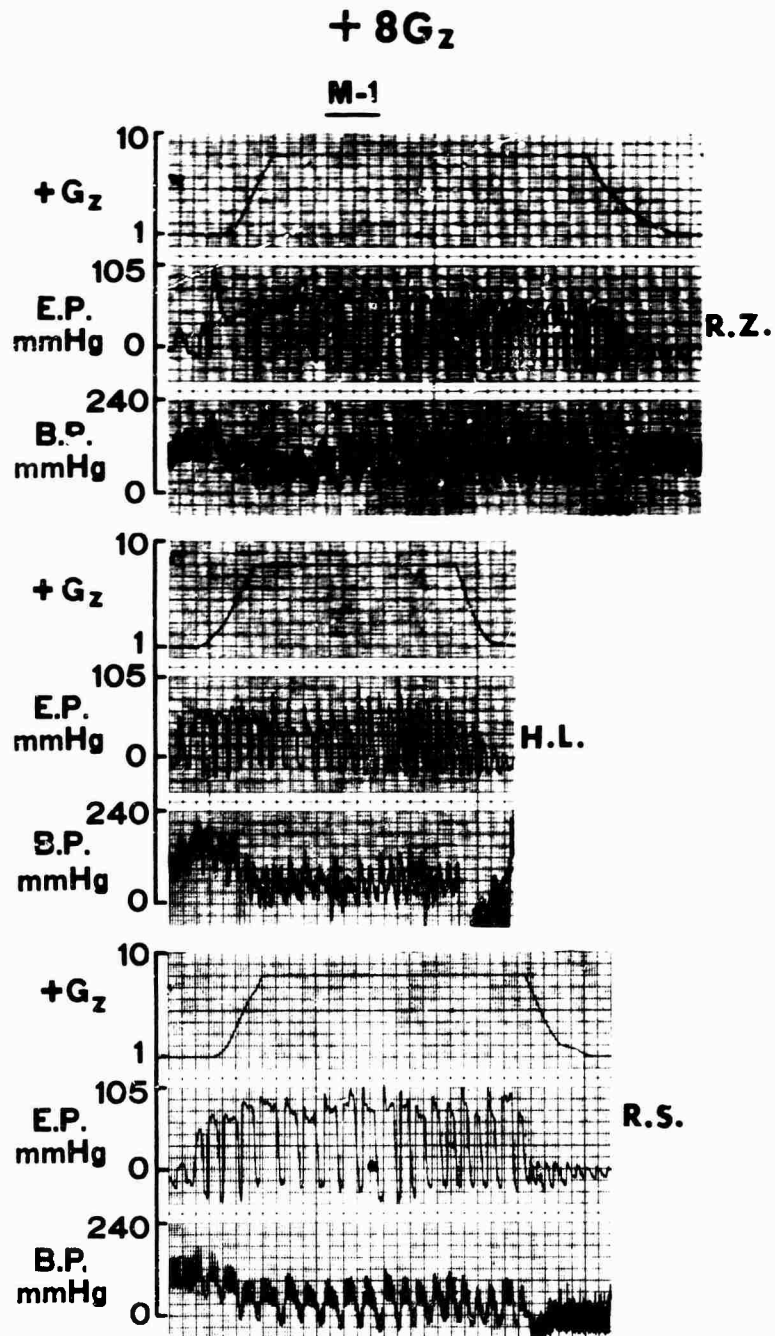 + 8Gz
M-1
10
+Gz
1
105
E.P.
mmHg
0
R.Z.
240
B.P.
mmHg
0
10
+Gz
1
105
E.P.
mmHg
0
H.L.
240
B.P.
mmHg
0
10
+Gz
1
105
E.P.
mmHg
0
R.S.
240
B.P.
mmHg
0